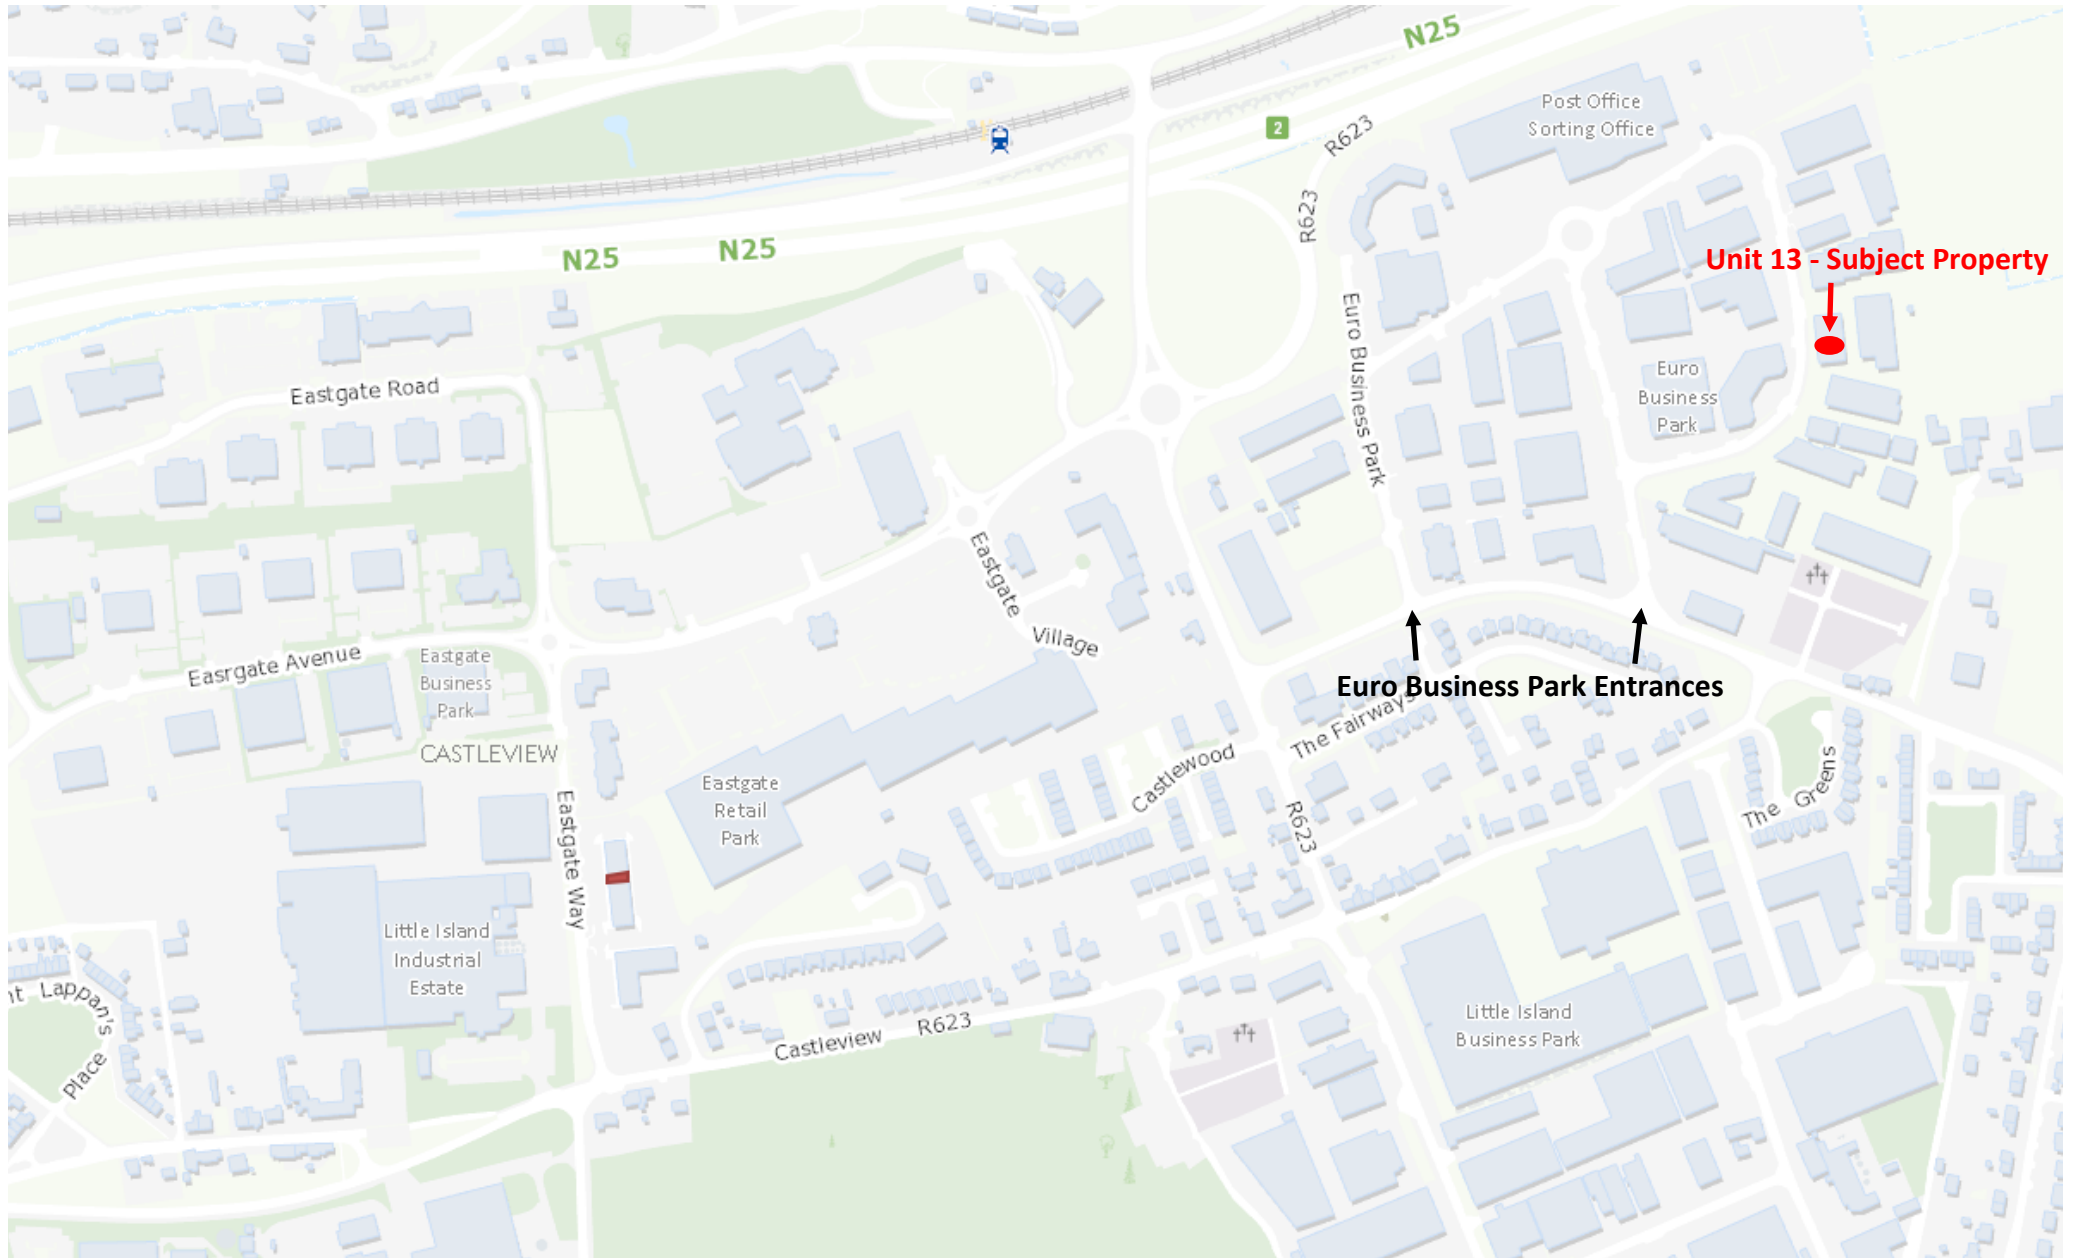 N25
Post Office
Sorting Office
2
R623
R623
N25
N25
Unit 13 - Subject Property
Euro Business Park
Euro
Business
Park
Eastgate Road
Eastgate
Village
Easrgate Avenue
Eastgate
Business
Park
CASTLEVIEW
Euro Business Park Entrances
The Fairways
Castlewood
Eastgate
Retail
Park
The Greens
R623
Eastgate Way
Little Island
Industrial
Estate
Lappan's
Place
Castleview
R623
Little Island
Business Park